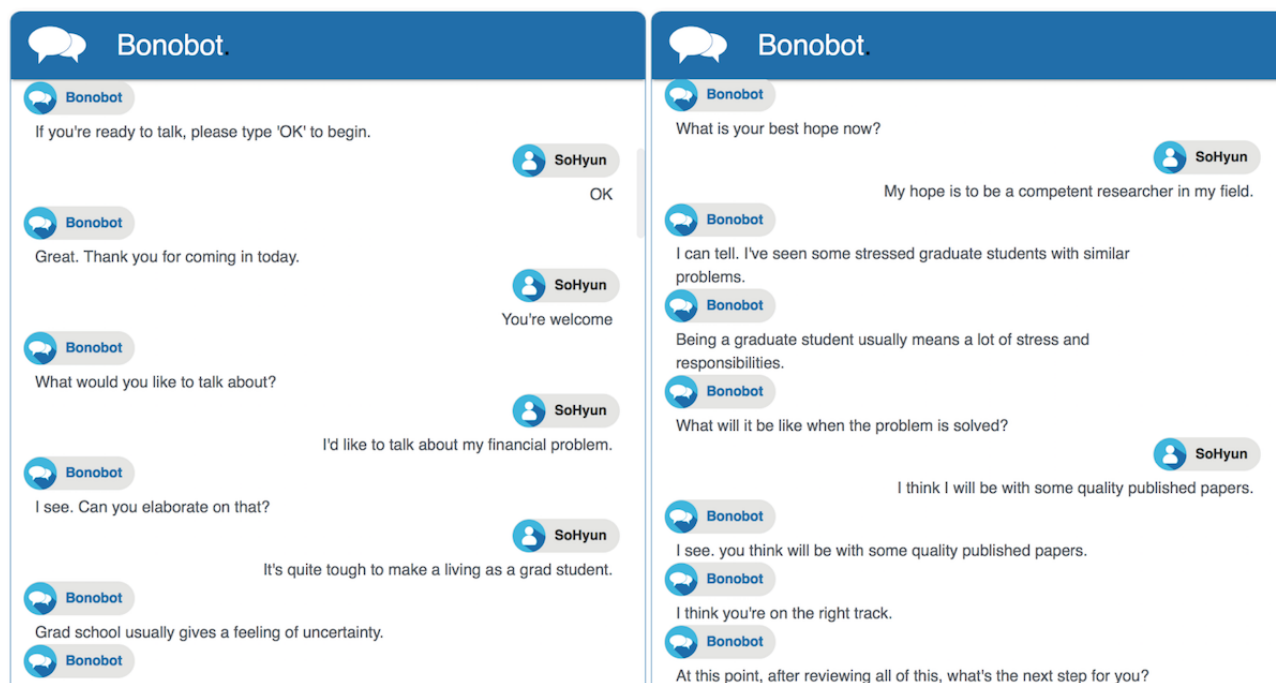 Bonobot.
Bonobot
If you're ready to talk, please type 'OK' to begin.
SoHyun
OK
Bonobot
Great. Thank you for coming in today.
SoHyun
You're welcome
Bonobot
What would you like to talk about?
SoHyun
I'd like to talk about my financial problem.
Bonobot
I see. Can you elaborate on that?
SoHyun
It's quite tough to make a living as a grad student.
Bonobot
Grad school usually gives a feeling of uncertainty.
Bonobot
Bonobot.
Bonobot
What is your best hope now?
SoHyun
My hope is to be a competent researcher in my field.
Bonobot
I can tell. I've seen some stressed graduate students with similar
problems.
Bonobot
Being a graduate student usually means a lot of stress and
responsibilities.
Bonobot
What will it be like when the problem is solved?
SoHyun
I think I will be with some quality published papers.
Bonobot
I see. you think will be with some quality published papers.
Bonobot
I think you're on the right track.
Bonobot
At this point, after reviewing all of this, what's the next step for you?